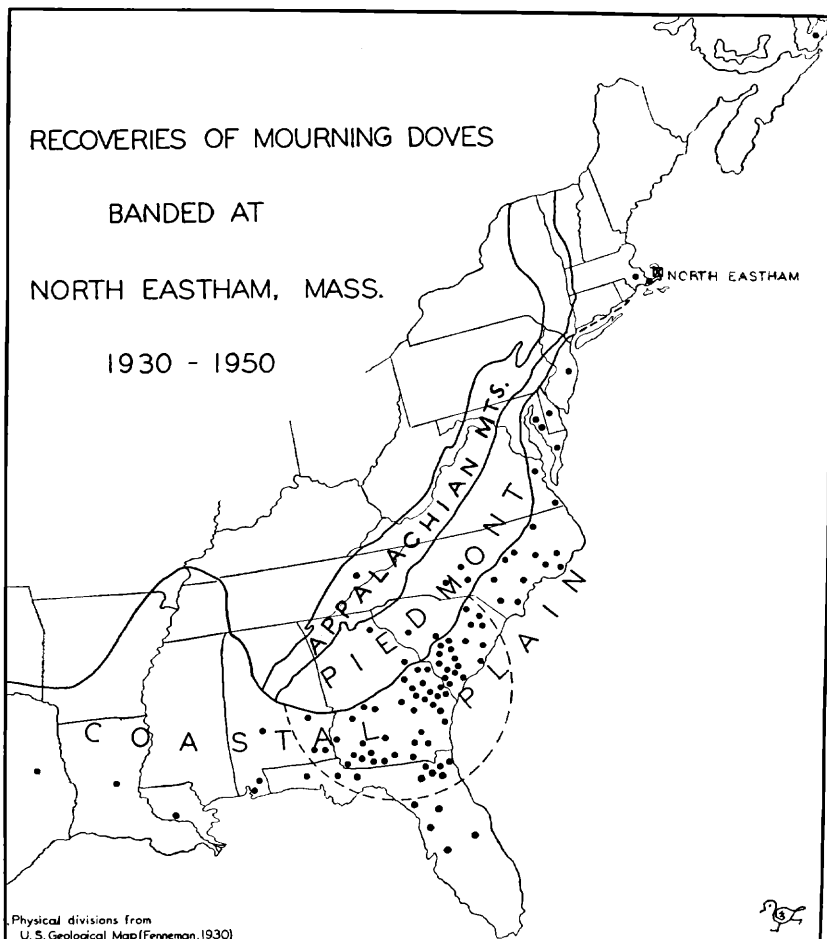 RECOVERIES OF MOURNING DOVES
BANDED AT
NORTH EASTHAM, MASS.
1930 - 1950
NORTH EASTHAM
APPALACHIAN MTS.
PIEDMONT
COASTAL PLAIN
Physical divisions from
U.S. Geological Map (Fenneman, 1930)